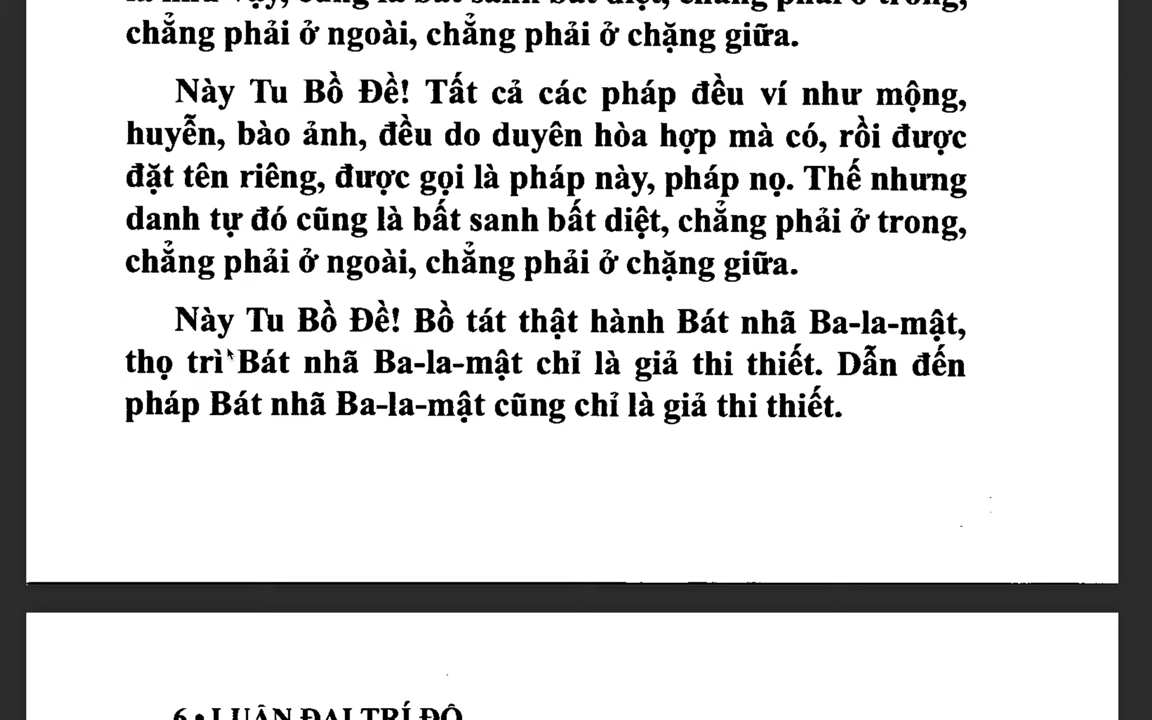 chẳng phải ở ngoài, chẳng phải ở chặng giữa.
Này Tu Bồ Đề! Tất cả các pháp đều ví như mộng,
huyễn, bào ảnh, đều do duyên hòa hợp mà có, rồi được
đặt tên riêng, được gọi là pháp này, pháp nọ. Thế nhưng
danh tự đó cũng là bất sanh bất diệt, chẳng phải ở trong,
chẳng phải ở ngoài, chẳng phải ở chặng giữa.
Này Tu Bồ Đề! Bồ tát thật hành Bát nhã Ba-la-mật,
thọ trì Bát nhã Ba-la-mật chỉ là giả thi thiết. Dẫn đến
pháp Bát nhã Ba-la-mật cũng chỉ là giả thi thiết.
6 • LUẬN ĐẠI TRÍ ĐỘ